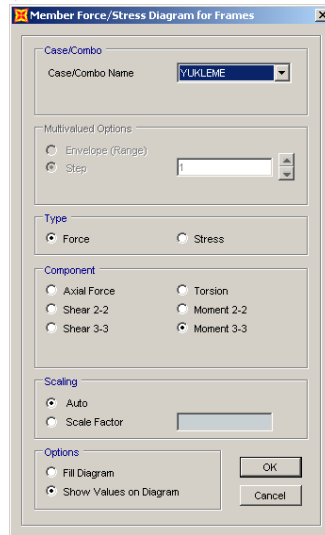 Member Force/Stress Diagram for Frames
Case/Combo
Case/Combo Name YUKLEME
Multivalued Options
Envelope (Range)
Step 1
Type
Force Stress
Component
Axial Force Torsion
Shear 2-2 Moment 2-2
Shear 3-3 Moment 3-3
Scaling
Auto
Scale Factor
Options
Fill Diagram OK
Show Values on Diagram Cancel